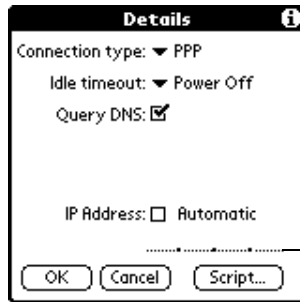 Details
Connection type: PPP
Idle timeout: Power Off
Query DNS:
IP Address: Automatic
OK Cancel Script...